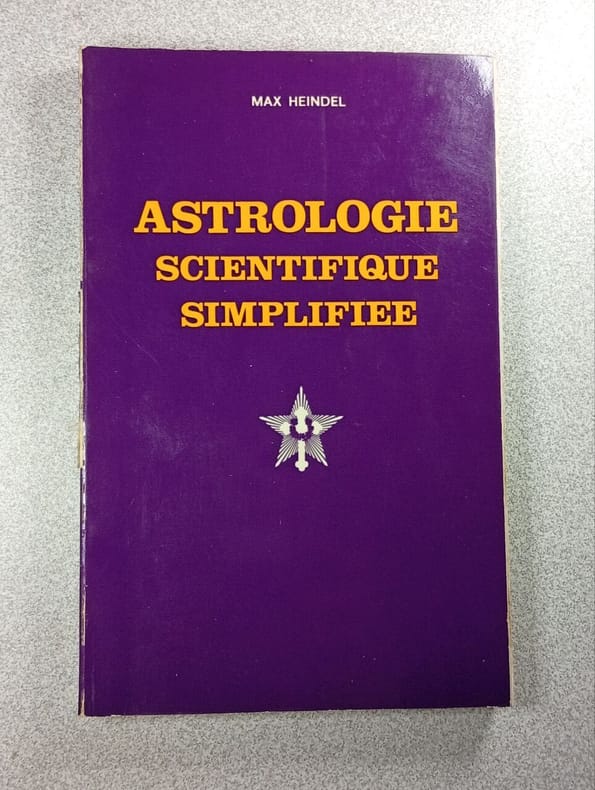 MAX HEINDEL
ASTROLOGIE
SCIENTIFIQUE
SIMPLIFIEE